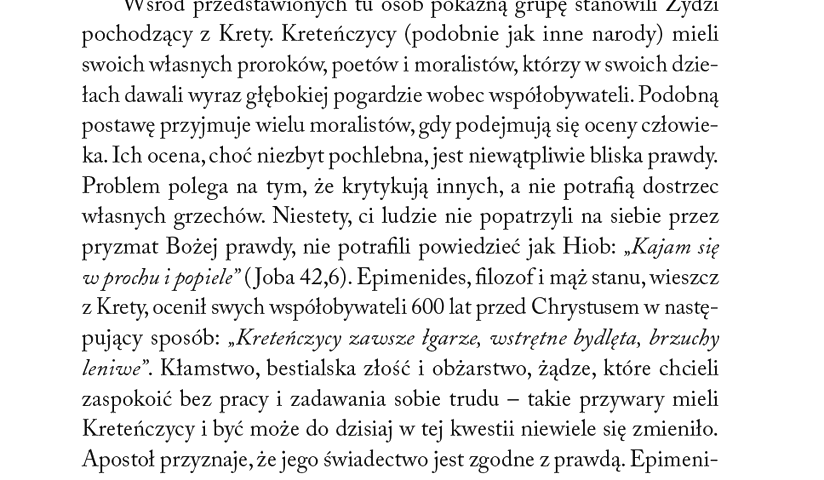 Wśród przedstawionych tu osób pokaźną grupę stanowili Żydzi
pochodzący z Krety. Kreteńczycy (podobnie jak inne narody) mieli
swoich własnych proroków, poetów i moralistów, którzy w swoich dzie-
łach dawali wyraz głębokiej pogardzie wobec współobywateli. Podobną
postawę przyjmuje wielu moralistów, gdy podejmują się oceny człowie-
ka. Ich ocena, choć niezbyt pochlebna, jest niewątpliwie bliska prawdy.
Problem polega na tym, że krytykują innych, a nie potrafią dostrzec
własnych grzechów. Niestety, ci ludzie nie popatrzyli na siebie przez
pryzmat Bożej prawdy, nie potrafili powiedzieć jak Hiob: „Kajam się
w prochu i popiele” (Joba 42,6). Epimenides, filozof i mąż stanu, wieszcz
z Krety, ocenił swych współobywateli 600 lat przed Chrystusem w nastę-
pujący sposób: „Kreteńczycy zawsze łgarze, wstrętne bydlęta, brzuchy
leniwe”. Kłamstwo, bestialska złość i obżarstwo, żądze, które chcieli
zaspokoić bez pracy i zadawania sobie trudu – takie przywary mieli
Kreteńczycy i być może do dzisiaj w tej kwestii niewiele się zmieniło.
Apostoł przyznaje, że jego świadectwo jest zgodne z prawdą. Epimeni-